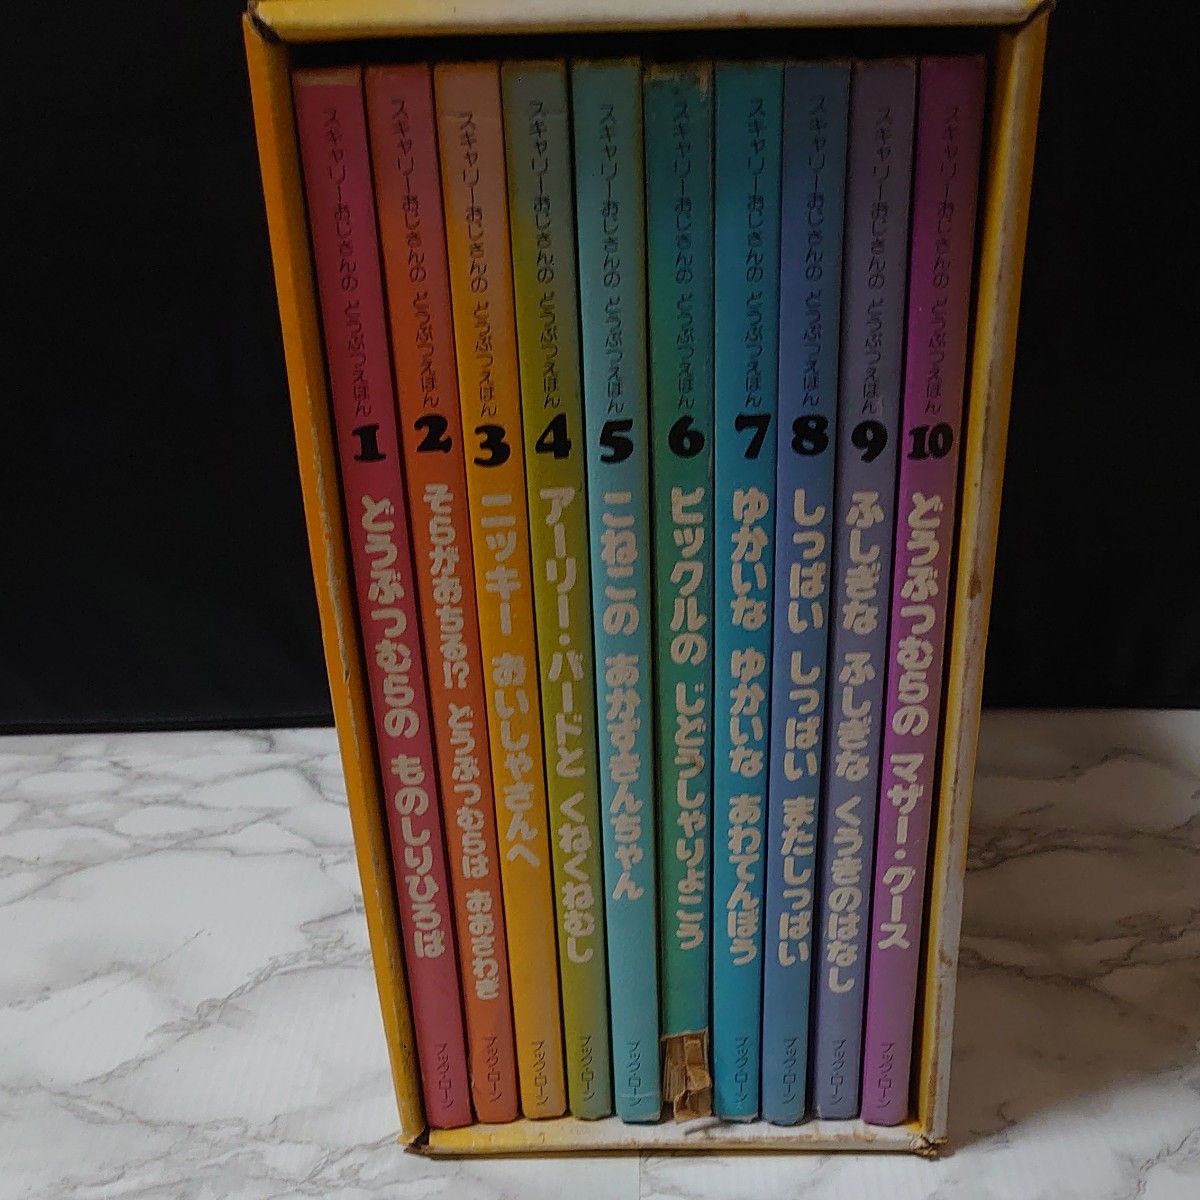 スキャリーおじさんの どうぶつえほん
1
どうぶつむらの ものしりひろば
ブック・ローン
スキャリーおじさんの どうぶつえほん
2
そらがおちる!? どうぶつむらは おおさわぎ
ブック・ローン
スキャリーおじさんの どうぶつえほん
3
ニッキー おいしゃさんへ
ブック・ローン
スキャリーおじさんの どうぶつえほん
4
アーリー・バードと くねくねむし
ブック・ローン
スキャリーおじさんの どうぶつえほん
5
こねこの あかずきんちゃん
ブック・ローン
スキャリーおじさんの どうぶつえほん
6
ピックルの じどうしゃりょこう
スキャリーおじさんの どうぶつえほん
7
ゆかいな ゆかいな あわてんぼう
ブック・ローン
スキャリーおじさんの どうぶつえほん
8
しっぱい しっぱい またしっぱい
ブック・ローン
スキャリーおじさんの どうぶつえほん
9
ふしぎな ふしぎな くうきのはなし
ブック・ローン
スキャリーおじさんの どうぶつえほん
10
どうぶつむらの マザー・グース
ブック・ローン